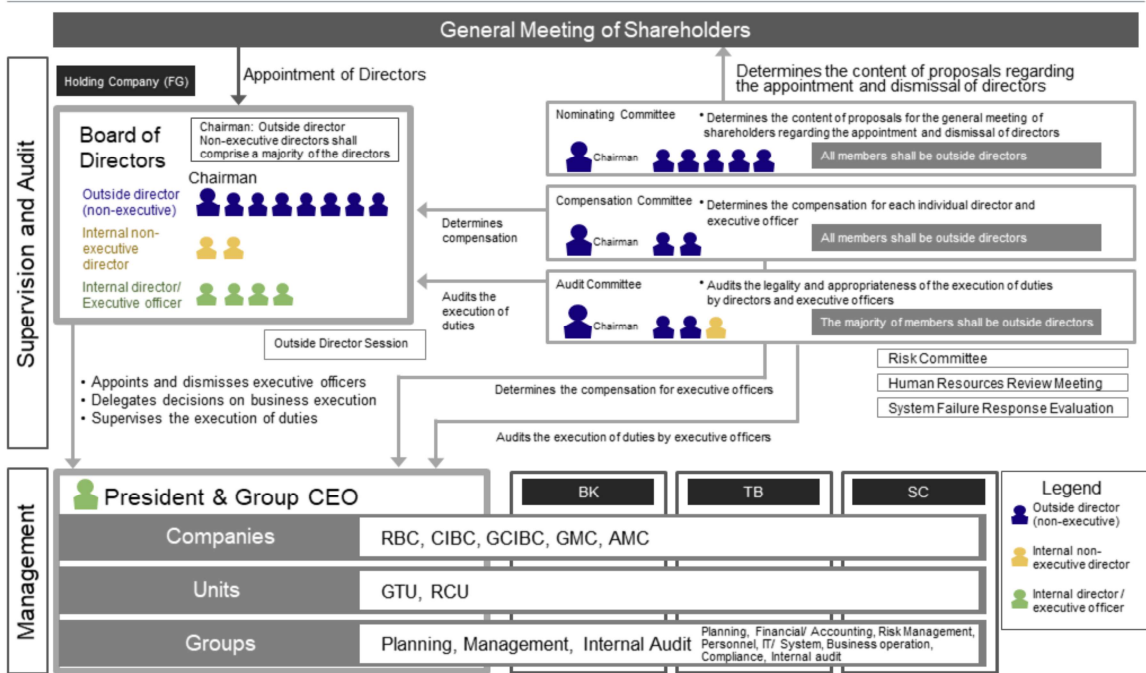 General Meeting of Shareholders
Supervision and Audit
Holding Company (FG)
Appointment of Directors
Determines the content of proposals regarding
the appointment and dismissal of directors
Board of
Directors
Chairman: Outside director
Non-executive directors shall
comprise a majority of the directors
Chairman
Outside director
(non-executive)
Internal non-
executive
director
Internal director/
Executive officer
Nominating Committee
• Determines the content of proposals for the general meeting of
shareholders regarding the appointment and dismissal of directors
Chairman
All members shall be outside directors
Determines
compensation
Compensation Committee
• Determines the compensation for each individual director and
executive officer
Chairman
All members shall be outside directors
Audits the
execution of
duties
Audit Committee
• Audits the legality and appropriateness of the execution of duties
by directors and executive officers
Chairman
The majority of members shall be outside directors
Outside Director Session
Risk Committee
Human Resources Review Meeting
System Failure Response Evaluation
• Appoints and dismisses executive officers
• Delegates decisions on business execution
• Supervises the execution of duties
Determines the compensation for executive officers
Audits the execution of duties by executive officers
Management
President & Group CEO
BK
TB
SC
Companies
RBC, CIBC, GCIBC, GMC, AMC
Units
GTU, RCU
Groups
Planning, Management, Internal Audit
Planning, Financial/ Accounting, Risk Management,
Personnel, IT/ System, Business operation,
Compliance, Internal audit
Legend
Outside director
(non-executive)
Internal non-
executive director
Internal director /
executive officer